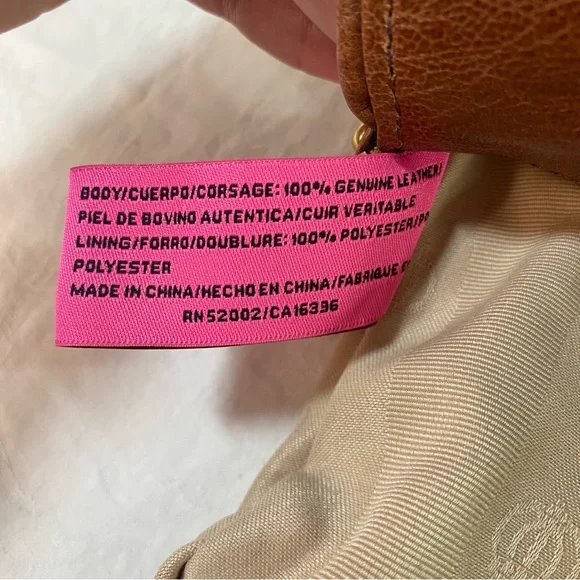 BODY/CUERPO/CORSAGE: 100% GENUINE LEATHER/
PIEL DE BOVINO AUTENTICA/CUIR VERITABLE
LINING/FORRO/DOUBLURE: 100% POLYESTER/PO
POLYESTER
MADE IN CHINA/HECHO EN CHINA/FABRIQUE E
RN52002/CA16396